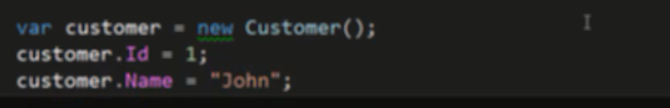 var customer = new Customer();
customer.Id = 1;
customer.Name = "John";